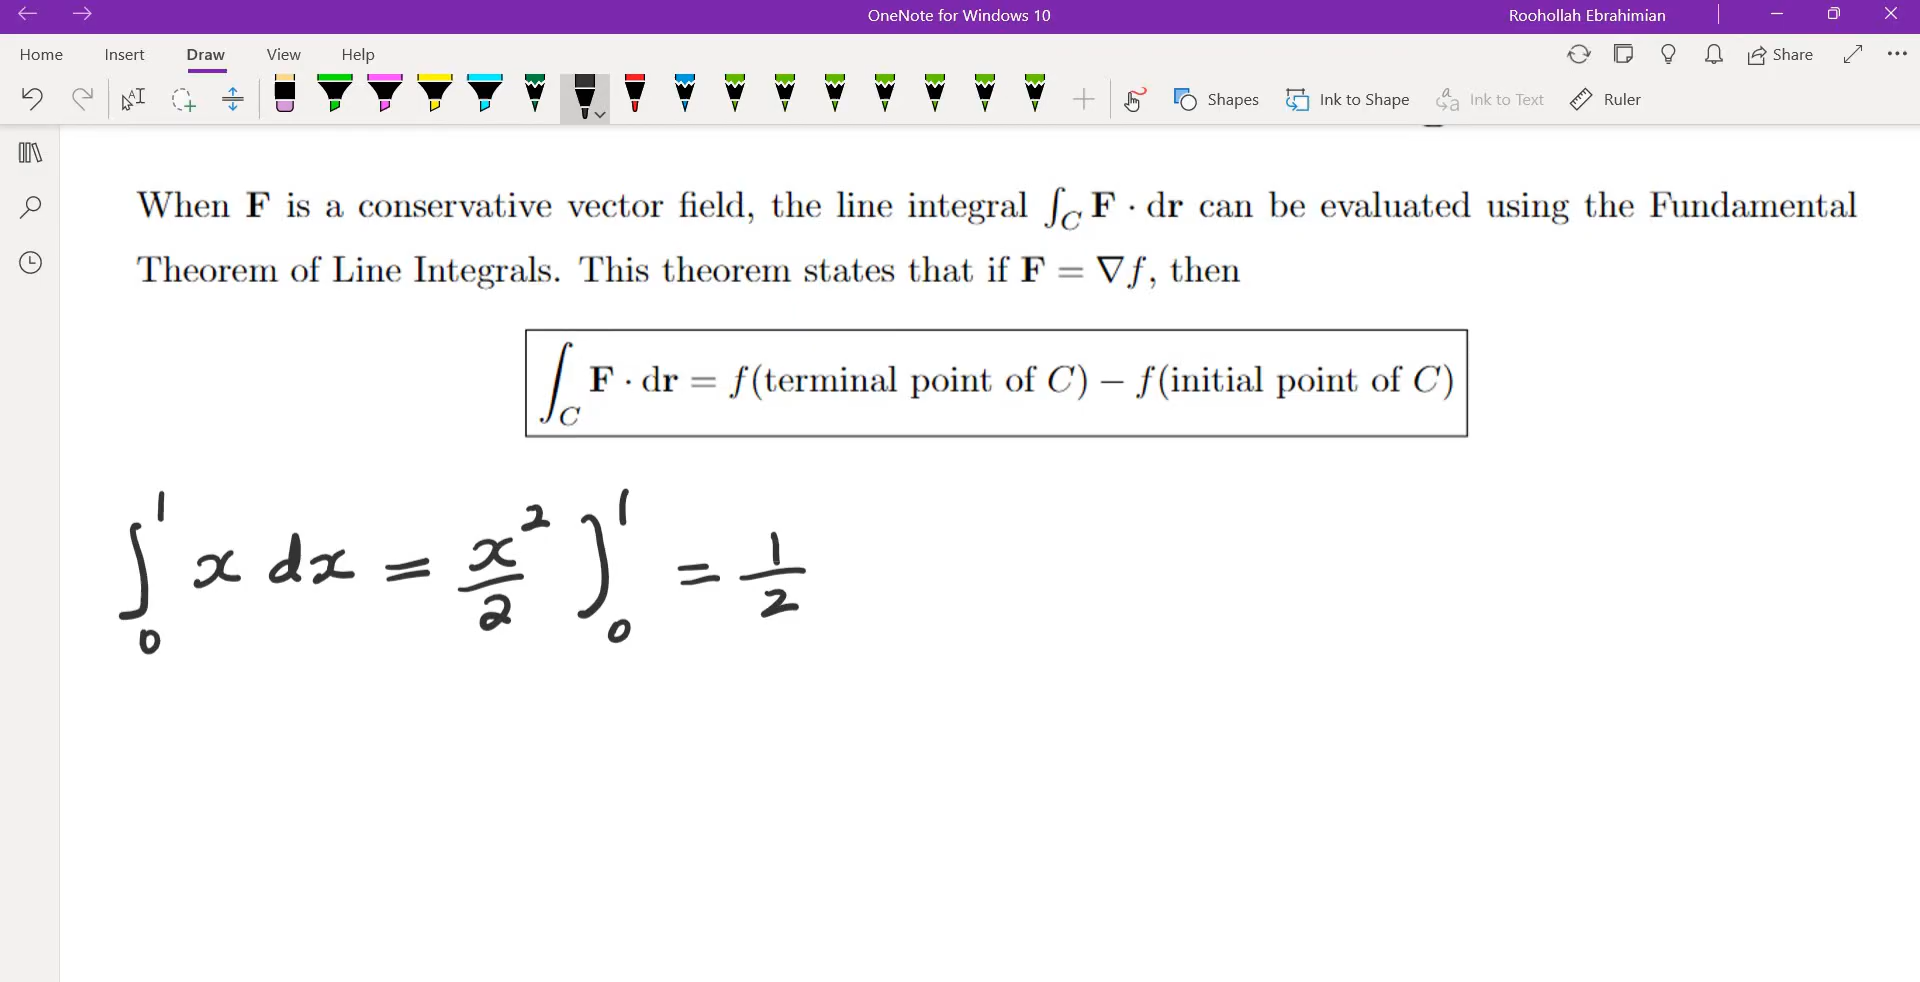 OneNote for Windows 10 Roohollah Ebrahimian
Home Insert Draw View Help Share
Shapes Ink to Shape Ink to Text Ruler
When F is a conservative vector field, the line integral ∫_C F · dr can be evaluated using the Fundamental
Theorem of Line Integrals. This theorem states that if F = ∇f, then
∫_C F · dr = f(terminal point of C) − f(initial point of C)
∫_0^1 x dx = x^2/2 ]_0^1 = 1/2